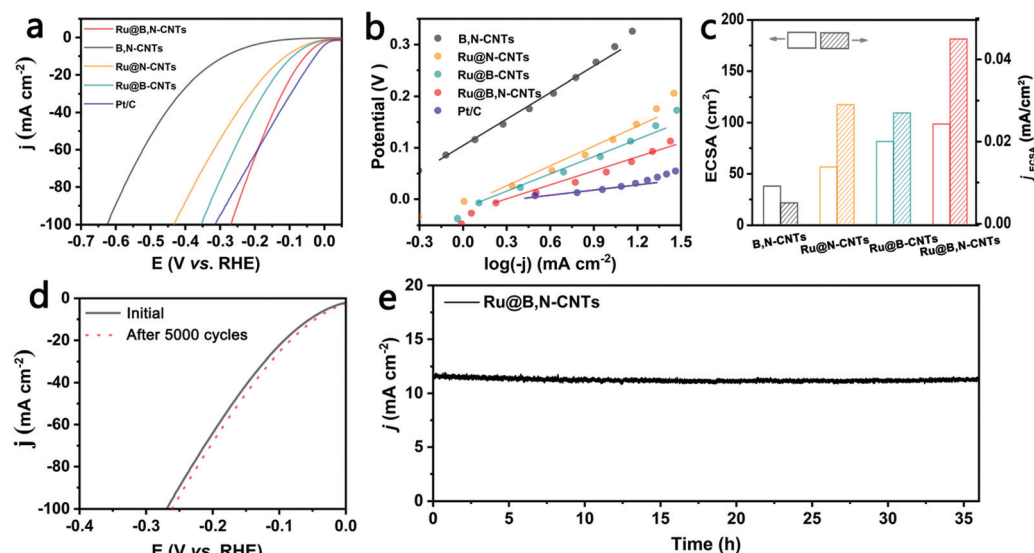 a
Ru@B,N-CNTs
B,N-CNTs
Ru@N-CNTs
Ru@B-CNTs
Pt/C
0
-20
-40
-60
-80
-100
j (mA cm-2)
-0.7 -0.6 -0.5 -0.4 -0.3 -0.2 -0.1 0.0
E (V vs. RHE)
b
B,N-CNTs
Ru@N-CNTs
Ru@B-CNTs
Ru@B,N-CNTs
Pt/C
0.3
0.2
0.1
0.0
Potential (V)
-0.3 0.0 0.3 0.6 0.9 1.2 1.5
log(-j) (mA cm-2)
c
200
150
100
50
0
ECSA (cm2)
0.04
0.02
0.00
j ECSA (mA/cm2)
B,N-CNTs Ru@N-CNTs Ru@B-CNTs Ru@B,N-CNTs
d
Initial
After 5000 cycles
0
-20
-40
-60
-80
-100
j (mA cm-2)
-0.4 -0.3 -0.2 -0.1 0.0
E (V vs. RHE)
e
Ru@B,N-CNTs
20
15
10
5
0
j (mA cm-2)
0 5 10 15 20 25 30 35
Time (h)